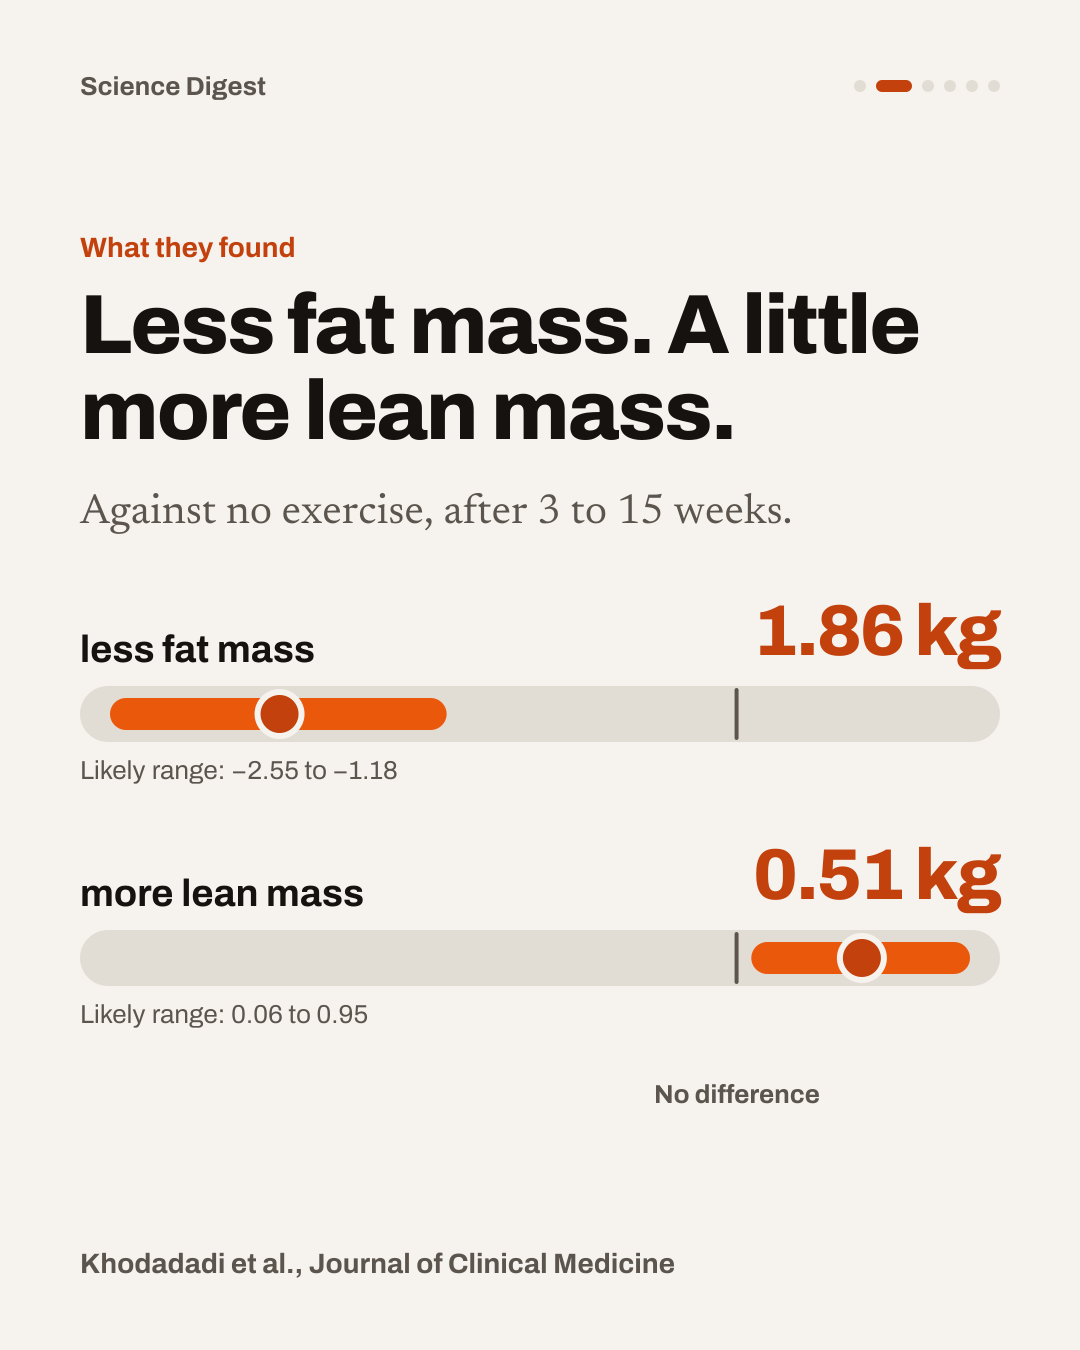 Science Digest
What they found
Less fat mass. A little
more lean mass.
Against no exercise, after 3 to 15 weeks.
less fat mass
1.86 kg
Likely range: −2.55 to −1.18
more lean mass
0.51 kg
Likely range: 0.06 to 0.95
No difference
Khodadadi et al., Journal of Clinical Medicine